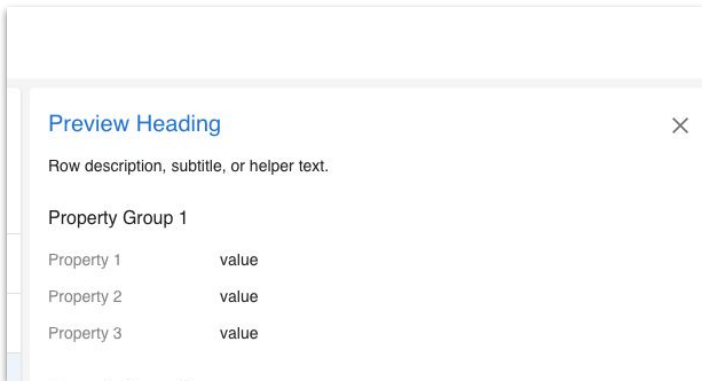 Preview Heading
Row description, subtitle, or helper text.
Property Group 1
Property 1 value
Property 2 value
Property 3 value